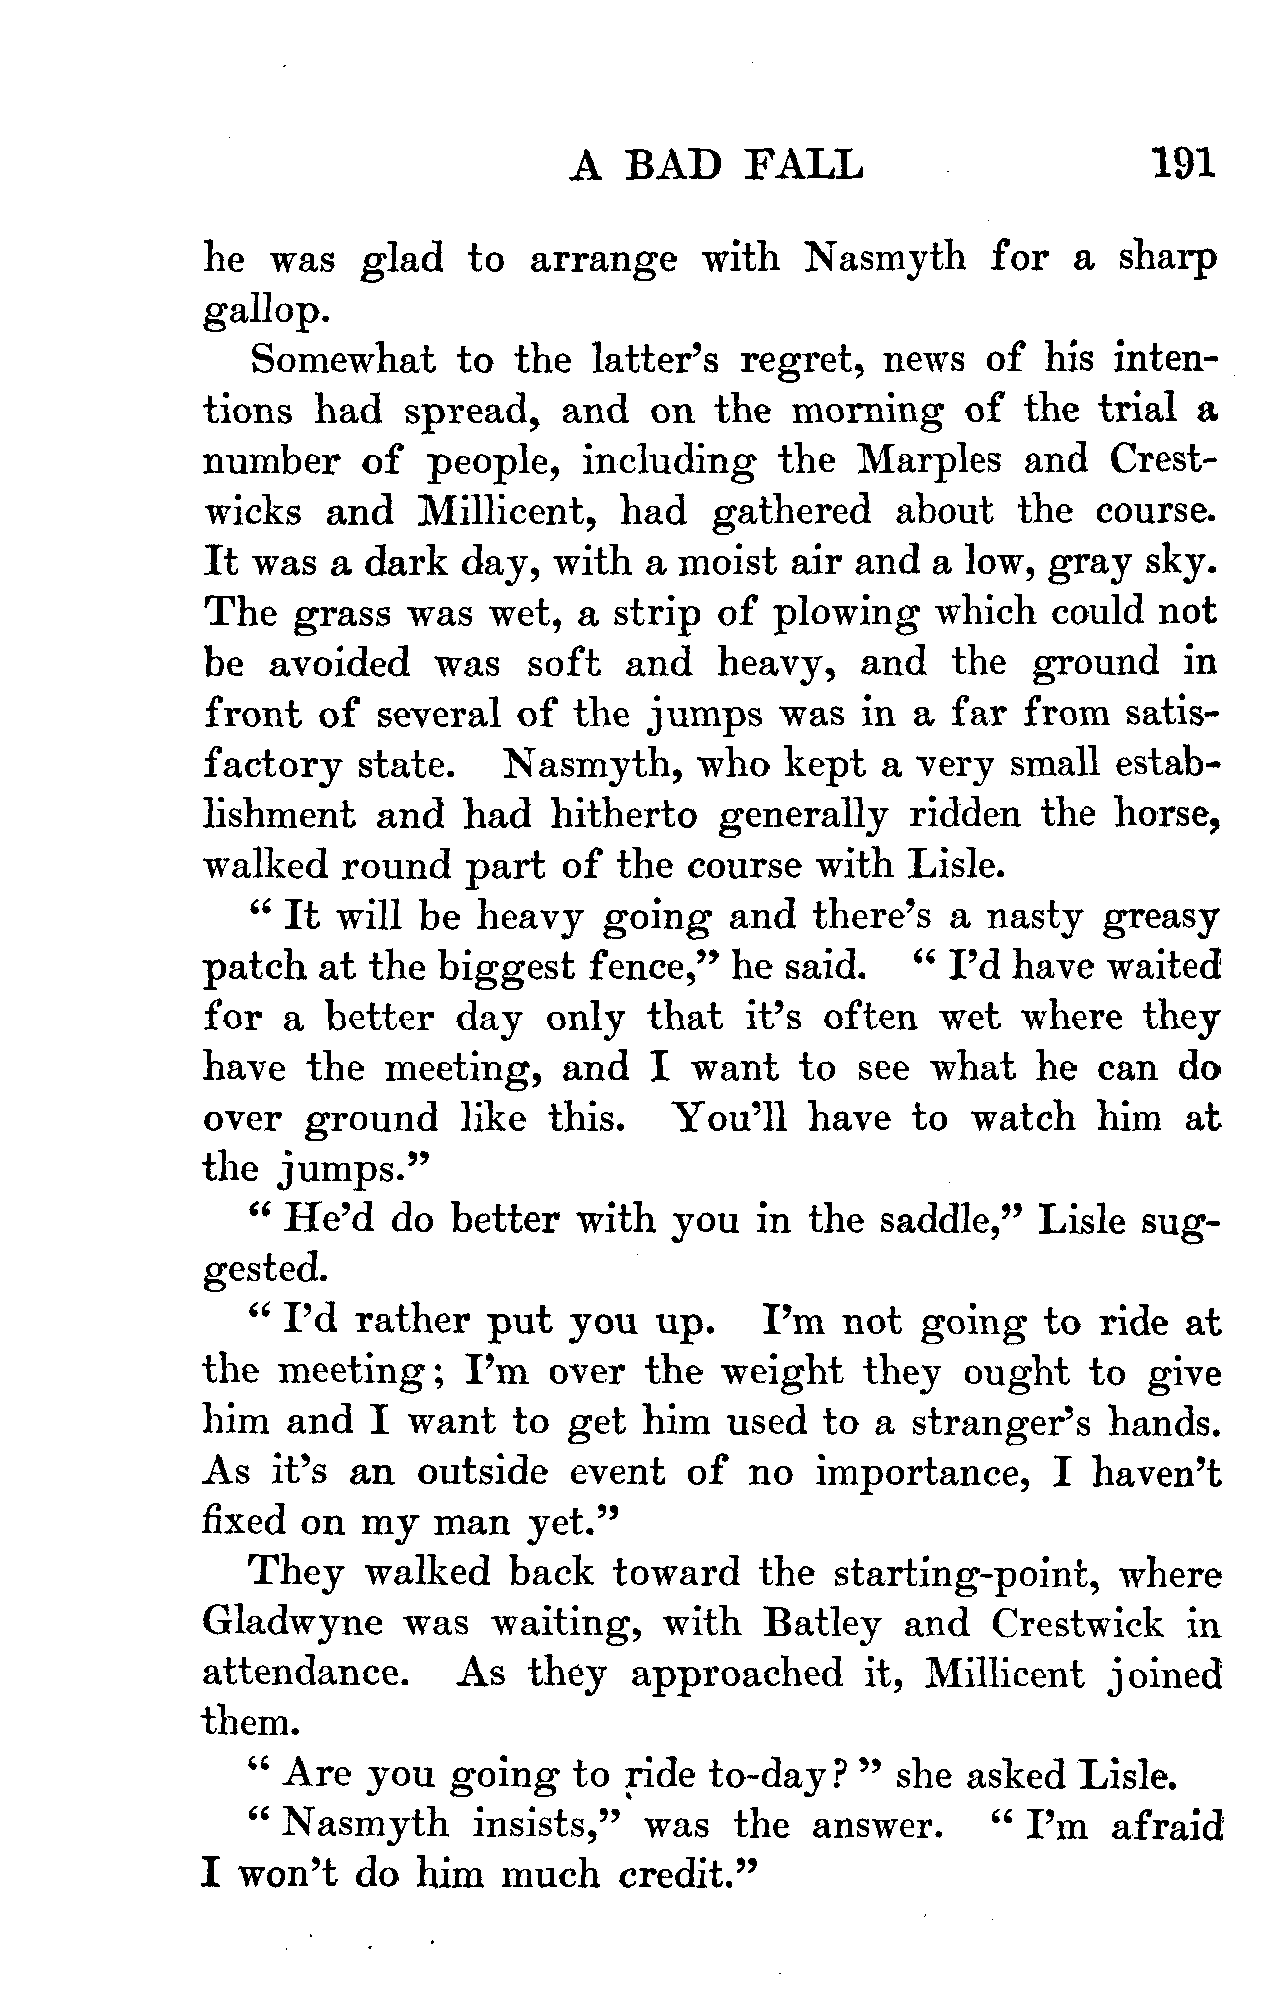 A BAD FALL 191
he was glad to arrange with Nasmyth for a sharp
gallop.
Somewhat to the latter's regret, news of his inten-
tions had spread, and on the morning of the trial a
number of people, including the Marples and Crest-
wicks and Millicent, had gathered about the course.
It was a dark day, with a moist air and a low, gray sky.
The grass was wet, a strip of plowing which could not
be avoided was soft and heavy, and the ground in
front of several of the jumps was in a far from satis-
factory state. Nasmyth, who kept a very small estab-
lishment and had hitherto generally ridden the horse,
walked round part of the course with Lisle.
" It will be heavy going and there's a nasty greasy
patch at the biggest fence," he said. " I'd have waited
for a better day only that it's often wet where they
have the meeting, and I want to see what he can do
over ground like this. You'll have to watch him at
the jumps."
" He'd do better with you in the saddle," Lisle sug-
gested.
" I'd rather put you up. I'm not going to ride at
the meeting; I'm over the weight they ought to give
him and I want to get him used to a stranger's hands.
As it's an outside event of no importance, I haven't
fixed on my man yet."
They walked back toward the starting-point, where
Gladwyne was waiting, with Batley and Crestwick in
attendance. As they approached it, Millicent joined
them.
" Are you going to ride to-day? " she asked Lisle.
" Nasmyth insists," was the answer. " I'm afraid
I won't do him much credit."